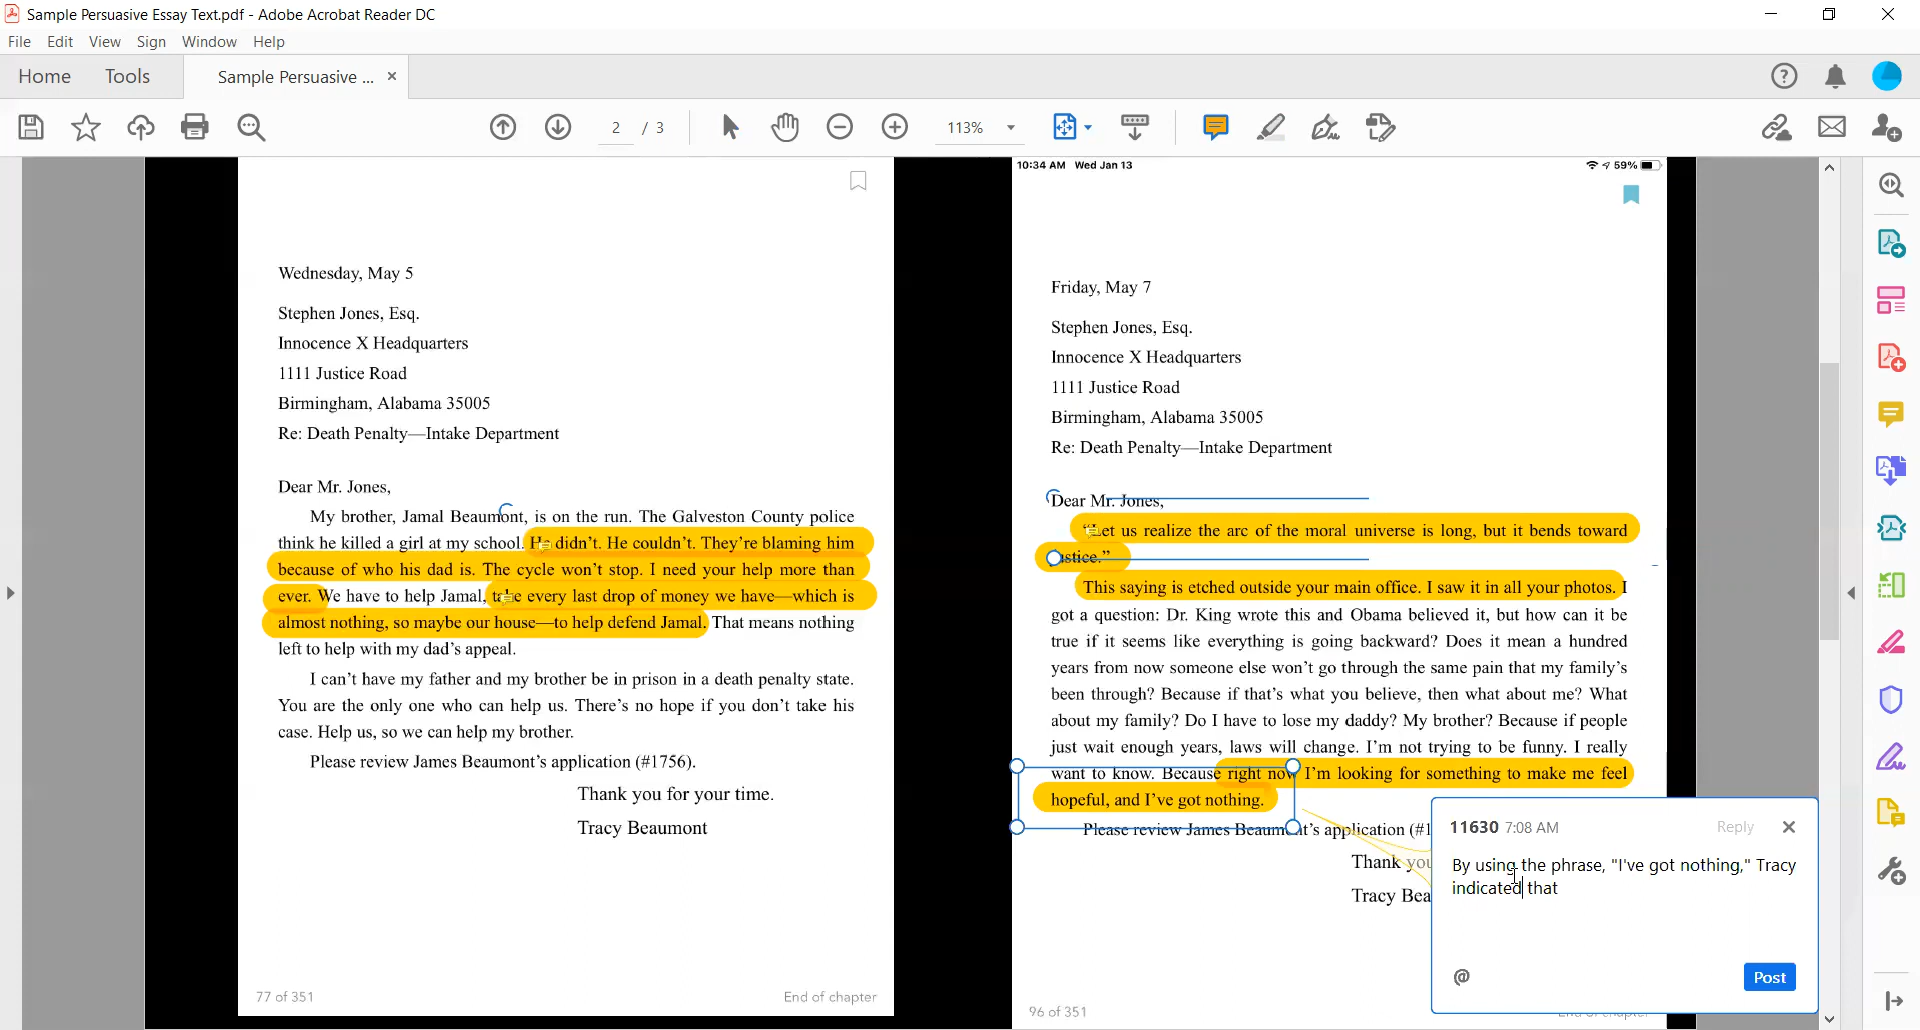 Sample Persuasive Essay Text.pdf - Adobe Acrobat Reader DC
File Edit View Sign Window Help
Home Tools Sample Persuasive ... ×
2 / 3 113%
Wednesday, May 5
Stephen Jones, Esq.
Innocence X Headquarters
1111 Justice Road
Birmingham, Alabama 35005
Re: Death Penalty—Intake Department
Dear Mr. Jones,
My brother, Jamal Beaumont, is on the run. The Galveston County police
think he killed a girl at my school. He didn't. He couldn't. They're blaming him
because of who his dad is. The cycle won't stop. I need your help more than
ever. We have to help Jamal, take every last drop of money we have—which is
almost nothing, so maybe our house—to help defend Jamal. That means nothing
left to help with my dad's appeal.
I can't have my father and my brother be in prison in a death penalty state.
You are the only one who can help us. There's no hope if you don't take his
case. Help us, so we can help my brother.
Please review James Beaumont's application (#1756).
Thank you for your time.
Tracy Beaumont
77 of 351 End of chapter
10:34 AM Wed Jan 13 59%
Friday, May 7
Stephen Jones, Esq.
Innocence X Headquarters
1111 Justice Road
Birmingham, Alabama 35005
Re: Death Penalty—Intake Department
Dear Mr. Jones,
"Let us realize the arc of the moral universe is long, but it bends toward
justice."
This saying is etched outside your main office. I saw it in all your photos. I
got a question: Dr. King wrote this and Obama believed it, but how can it be
true if it seems like everything is going backward? Does it mean a hundred
years from now someone else won't go through the same pain that my family's
been through? Because if that's what you believe, then what about me? What
about my family? Do I have to lose my daddy? My brother? Because if people
just wait enough years, laws will change. I'm not trying to be funny. I really
want to know. Because right now I'm looking for something to make me feel
hopeful, and I've got nothing.
Please review James Beaumont's application (#1
Thank you
Tracy Bea
96 of 351 End of chapter
11630 7:08 AM Reply
By using the phrase, "I've got nothing," Tracy
indicated that
@ Post